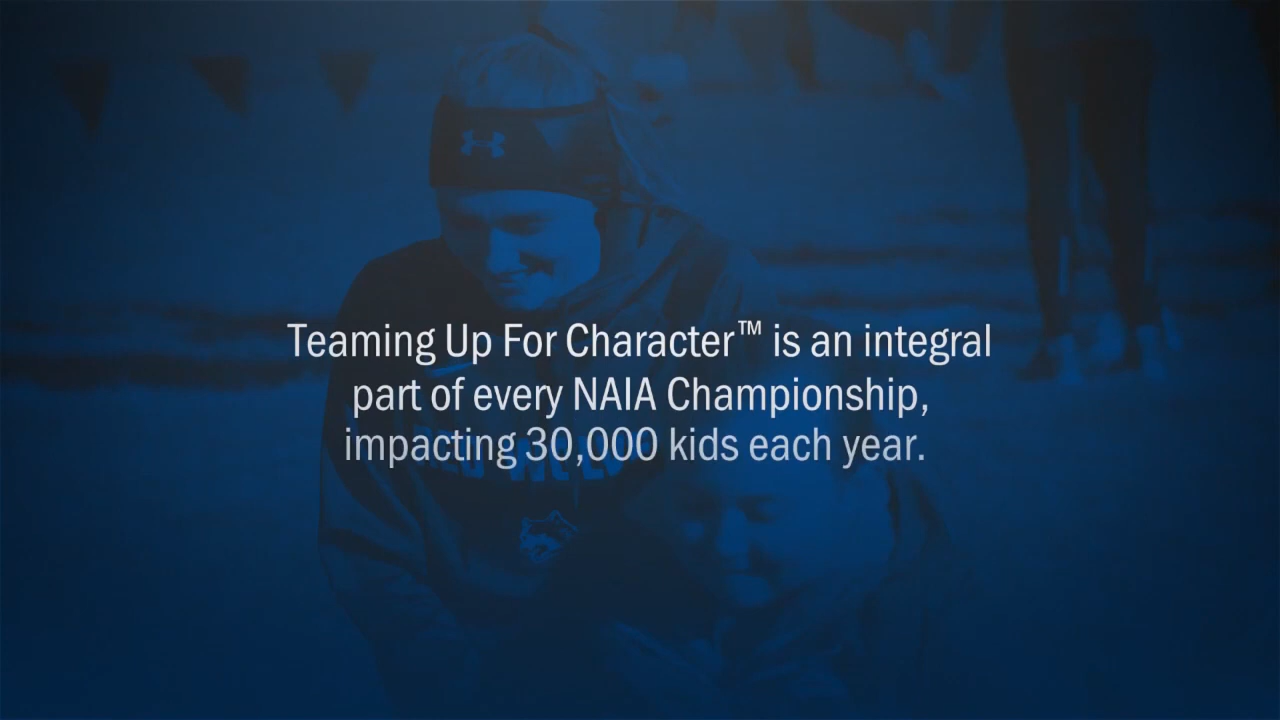 Teaming Up For Character™ is an integral
part of every NAIA Championship,
impacting 30,000 kids each year.